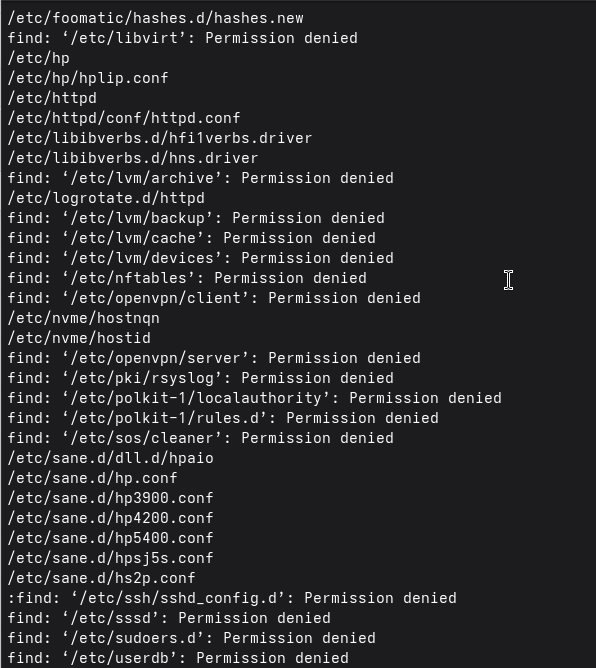 /etc/foomatic/hashes.d/hashes.new
find: ‘/etc/libvirt’: Permission denied
/etc/hp
/etc/hp/hplip.conf
/etc/httpd
/etc/httpd/conf/httpd.conf
/etc/libibverbs.d/hfi1verbs.driver
/etc/libibverbs.d/hns.driver
find: ‘/etc/lvm/archive’: Permission denied
/etc/logrotate.d/httpd
find: ‘/etc/lvm/backup’: Permission denied
find: ‘/etc/lvm/cache’: Permission denied
find: ‘/etc/lvm/devices’: Permission denied
find: ‘/etc/nftables’: Permission denied
find: ‘/etc/openvpn/client’: Permission denied
/etc/nvme/hostnqn
/etc/nvme/hostid
find: ‘/etc/openvpn/server’: Permission denied
find: ‘/etc/pki/rsyslog’: Permission denied
find: ‘/etc/polkit-1/localauthority’: Permission denied
find: ‘/etc/polkit-1/rules.d’: Permission denied
find: ‘/etc/sos/cleaner’: Permission denied
/etc/sane.d/dll.d/hpaio
/etc/sane.d/hp.conf
/etc/sane.d/hp3900.conf
/etc/sane.d/hp4200.conf
/etc/sane.d/hp5400.conf
/etc/sane.d/hpsj5s.conf
/etc/sane.d/hs2p.conf
:find: ‘/etc/ssh/sshd_config.d’: Permission denied
find: ‘/etc/sssd’: Permission denied
find: ‘/etc/sudoers.d’: Permission denied
find: ‘/etc/userdb’: Permission denied